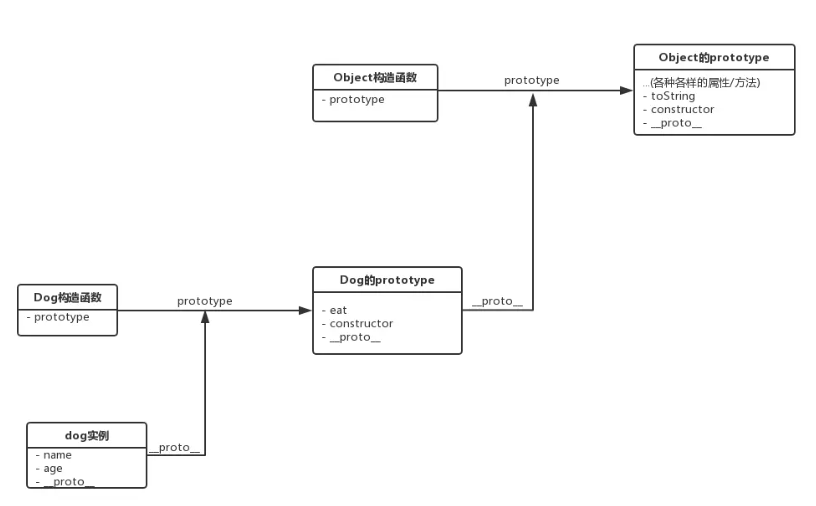 Object的prototype
...(各种各样的属性/方法)
- toString
- constructor
- __proto__
Object构造函数
- prototype
prototype
Dog的prototype
- eat
- constructor
- __proto__
__proto__
Dog构造函数
- prototype
prototype
dog实例
- name
- age
- __proto__
__proto__